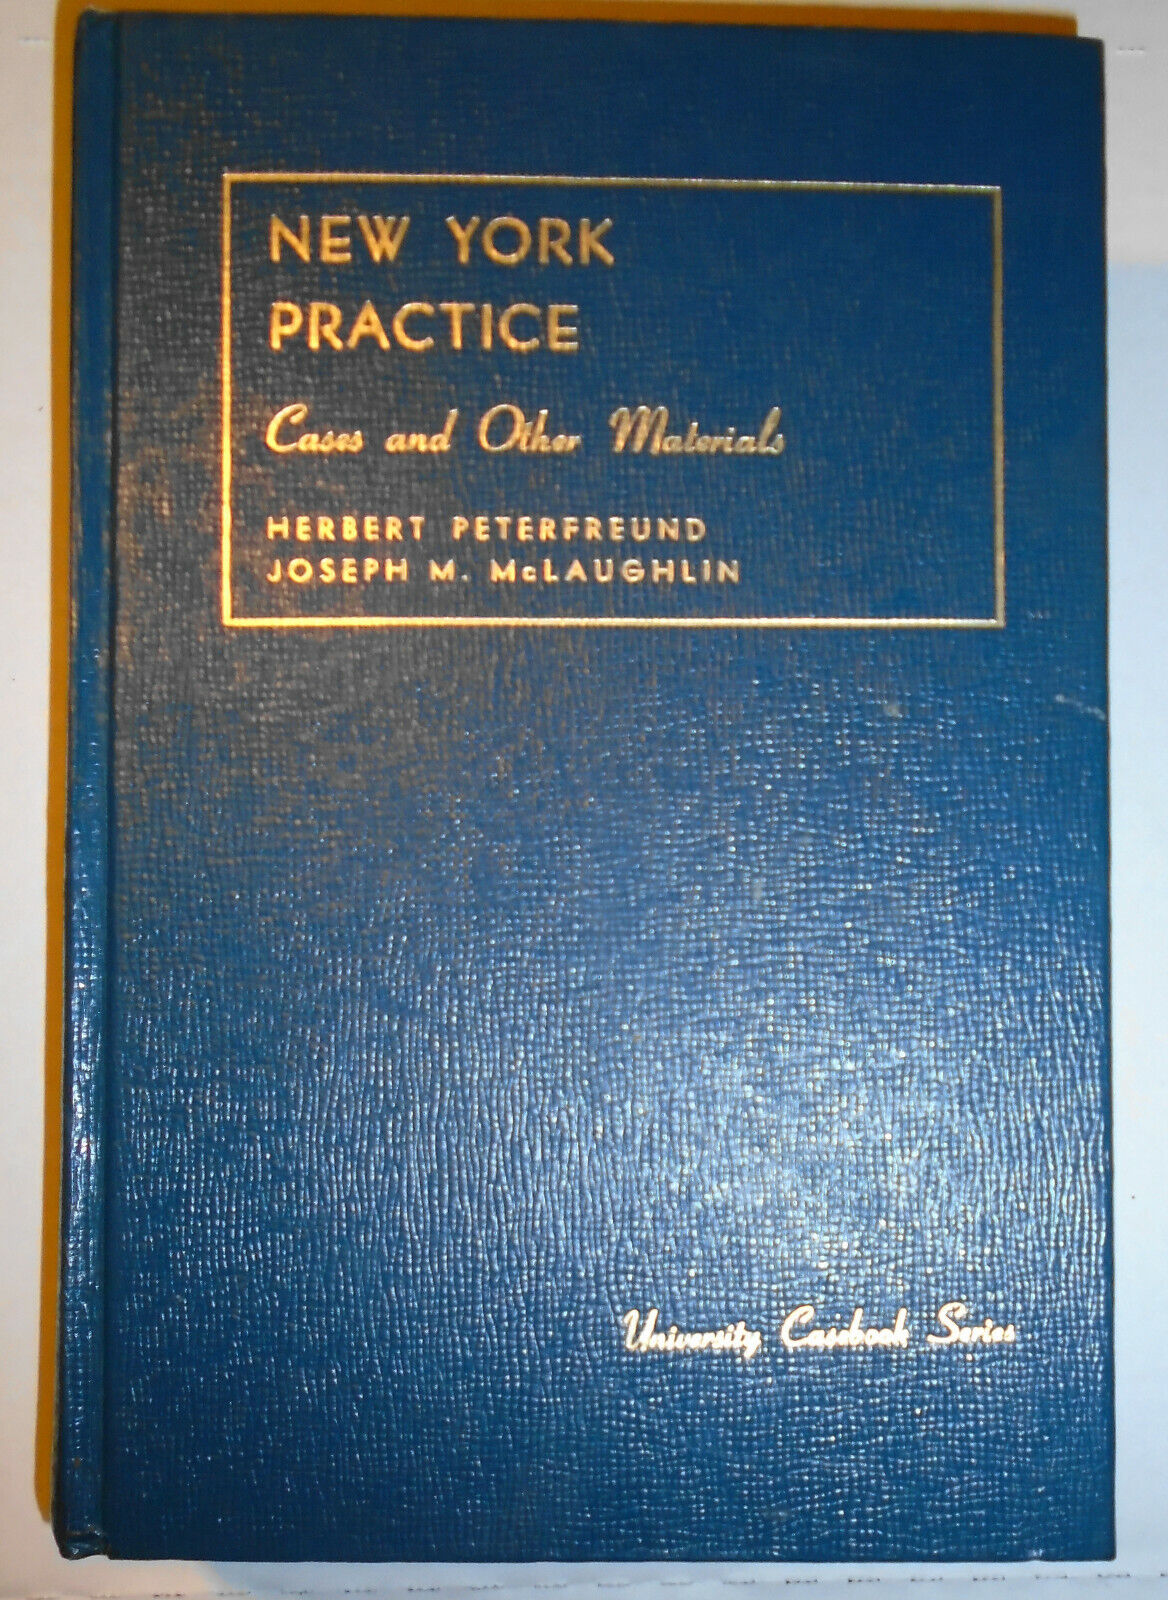 NEW YORK
PRACTICE
Cases and Other Materials
HERBERT PETERFREUND
JOSEPH M. McLAUGHLIN
University Casebook Series